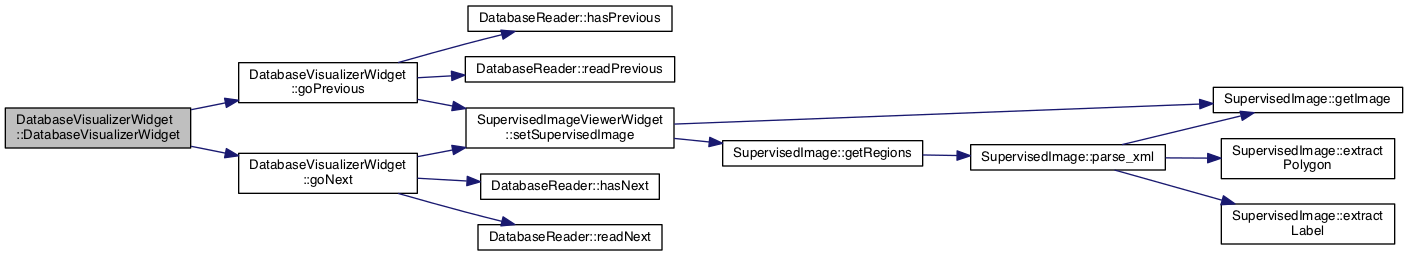 DatabaseVisualizerWidget
::DatabaseVisualizerWidget
DatabaseVisualizerWidget
::goPrevious
DatabaseVisualizerWidget
::goNext
DatabaseReader::hasPrevious
DatabaseReader::readPrevious
SupervisedImageViewerWidget
::setSupervisedImage
DatabaseReader::hasNext
DatabaseReader::readNext
SupervisedImage::getRegions
SupervisedImage::parse_xml
SupervisedImage::getImage
SupervisedImage::extract
Polygon
SupervisedImage::extract
Label